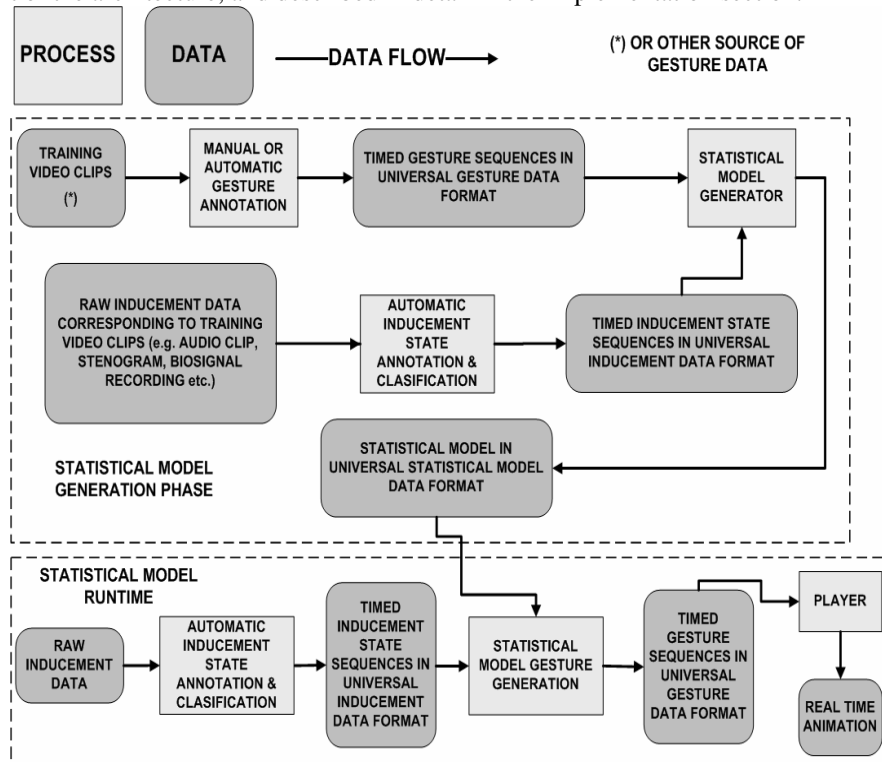 PROCESS
DATA
DATA FLOW
(*) OR OTHER SOURCE OF
GESTURE DATA
TRAINING
VIDEO CLIPS
(*)
MANUAL OR
AUTOMATIC
GESTURE
ANNOTATION
TIMED GESTURE SEQUENCES IN
UNIVERSAL GESTURE DATA
FORMAT
STATISTICAL
MODEL
GENERATOR
RAW INDUCEMENT DATA
CORRESPONDING TO TRAINING
VIDEO CLIPS (e.g. AUDIO CLIP,
STENOGRAM, BIOSIGNAL
RECORDING etc.)
AUTOMATIC
INDUCEMENT
STATE
ANNOTATION &
CLASIFICATION
TIMED INDUCEMENT STATE
SEQUENCES IN UNIVERSAL
INDUCEMENT DATA FORMAT
STATISTICAL MODEL IN
UNIVERSAL STATISTICAL MODEL
DATA FORMAT
STATISTICAL MODEL
GENERATION PHASE
STATISTICAL MODEL
RUNTIME
RAW
INDUCEMENT
DATA
AUTOMATIC
INDUCEMENT
STATE
ANNOTATION &
CLASIFICATION
TIMED
INDUCEMENT
STATE
SEQUENCES IN
UNIVERSAL
INDUCEMENT
DATA FORMAT
STATISTICAL
MODEL GESTURE
GENERATION
TIMED
GESTURE
SEQUENCES IN
UNIVERSAL
GESTURE
DATA FORMAT
PLAYER
REAL TIME
ANIMATION